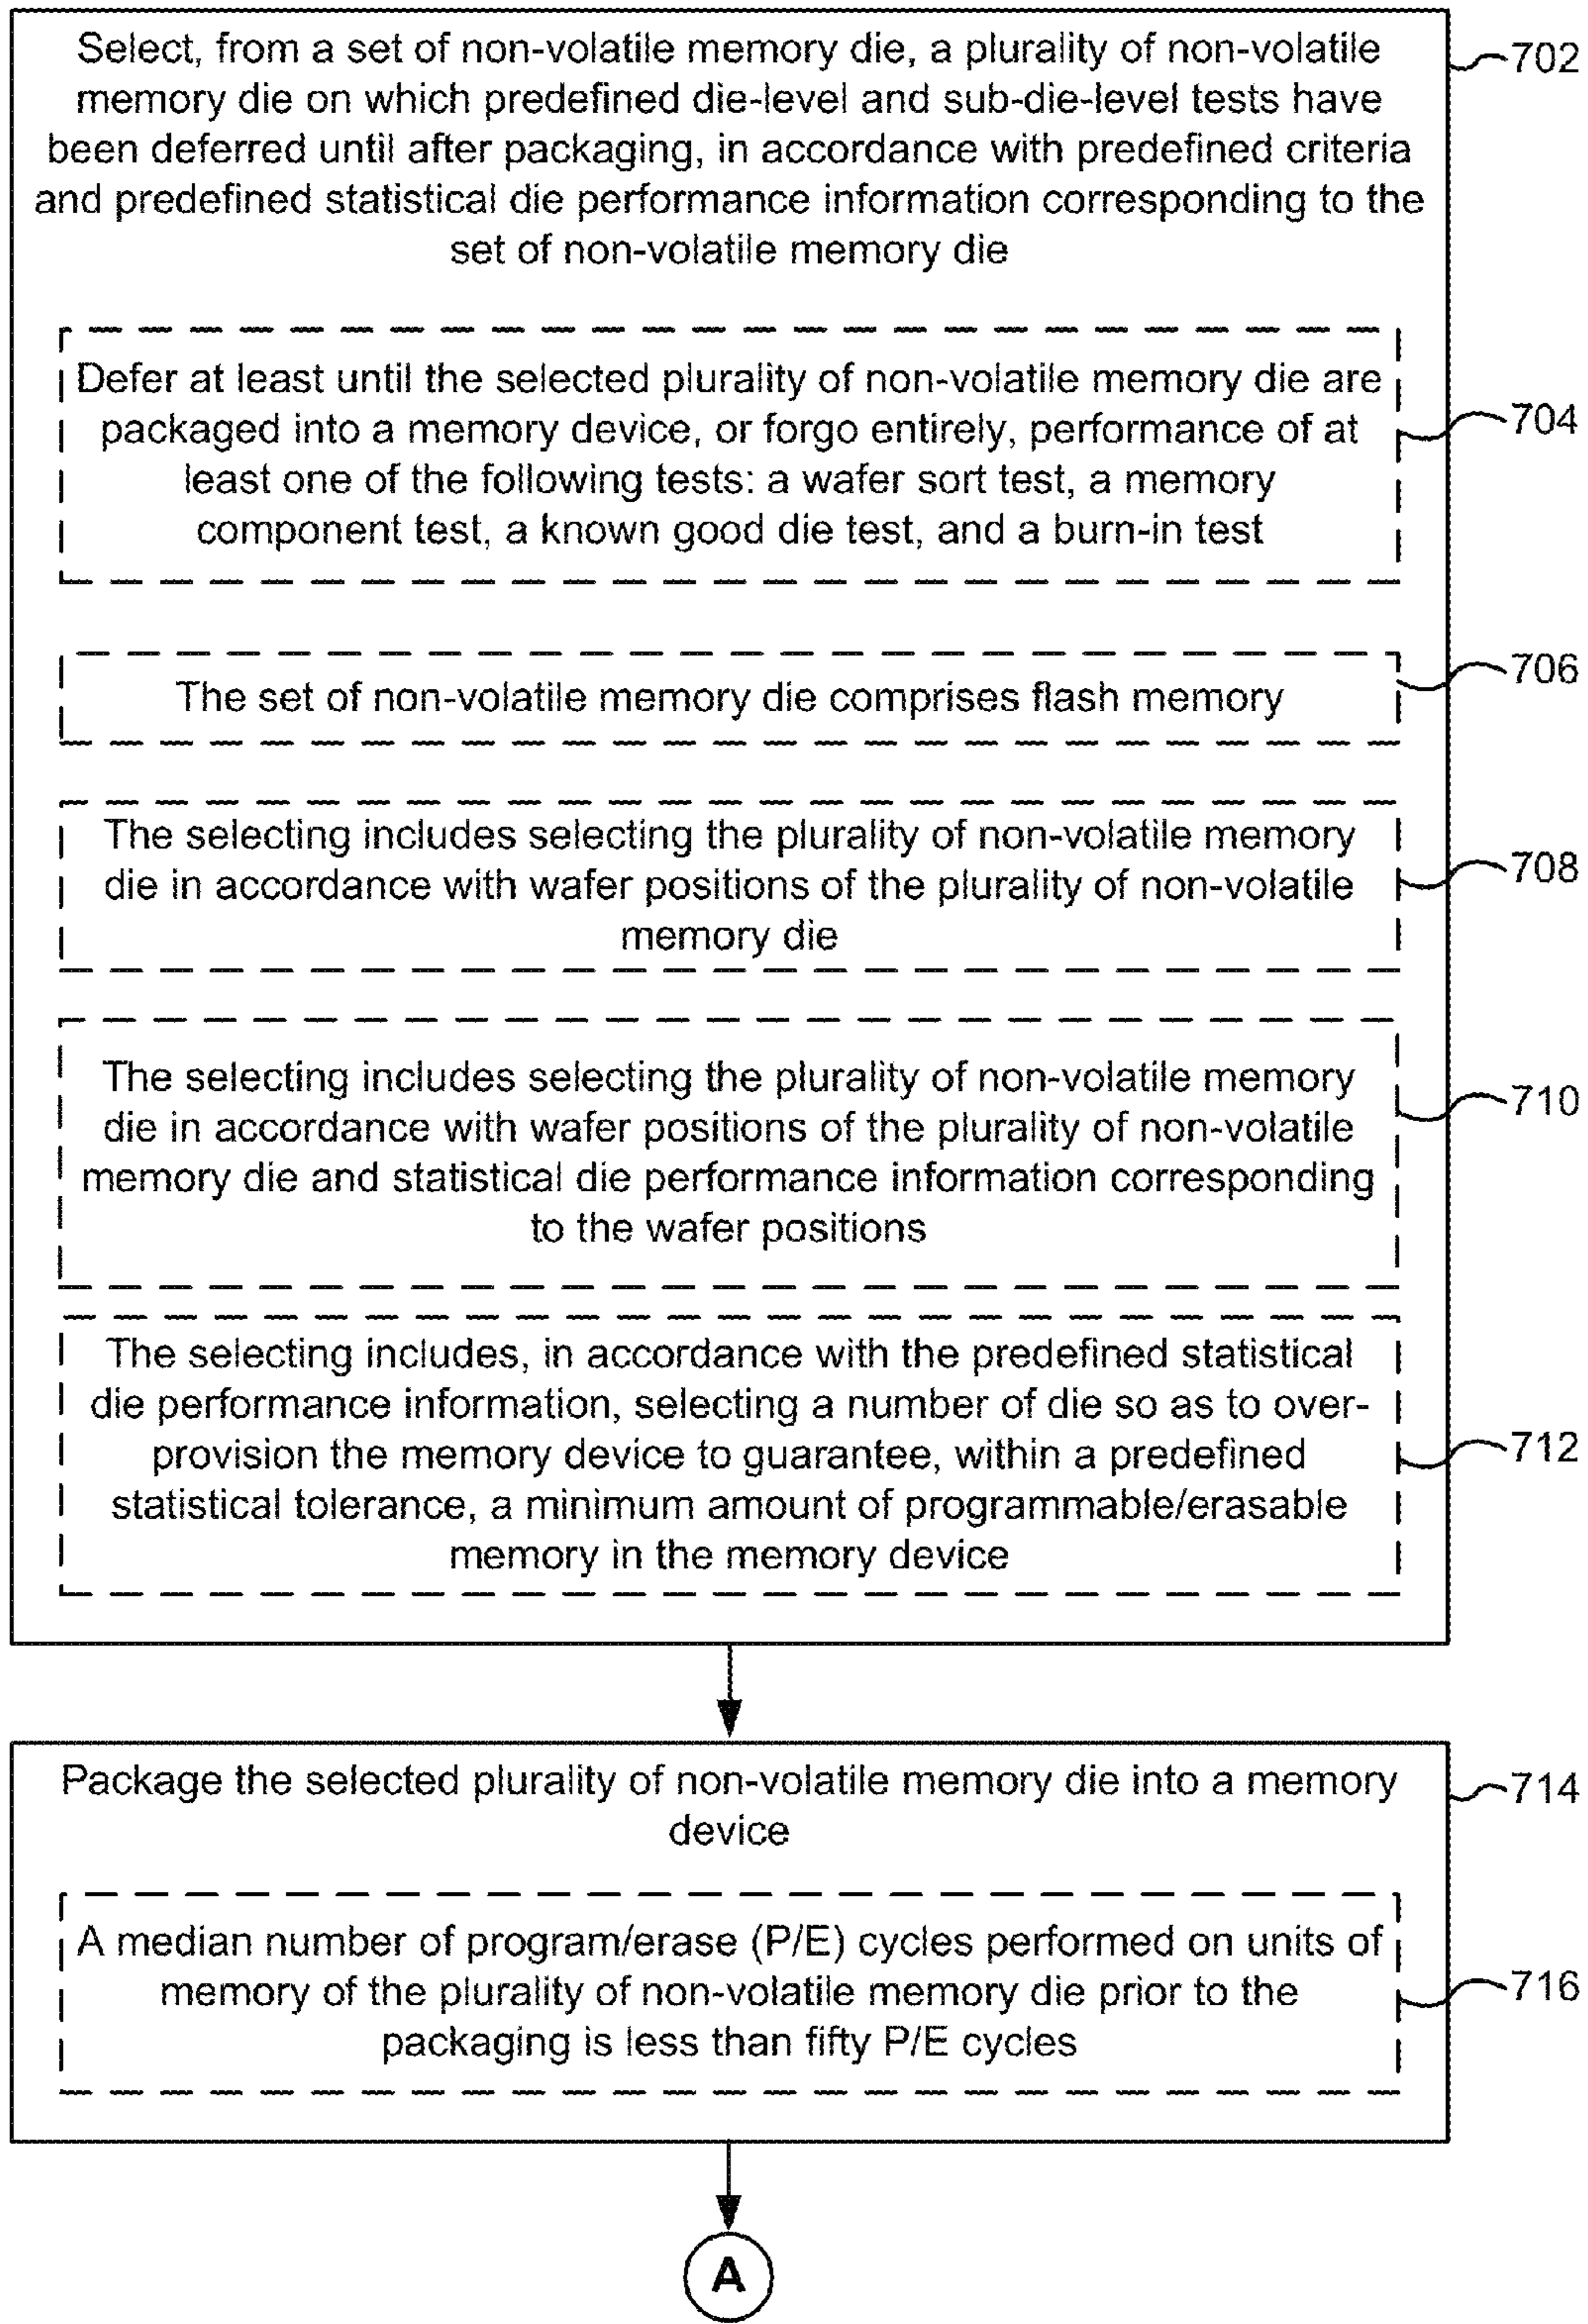 Select, from a set of non-volatile memory die, a plurality of non-volatile
memory die on which predefined die-level and sub-die-level tests have
been deferred until after packaging, in accordance with predefined criteria
and predefined statistical die performance information corresponding to the
set of non-volatile memory die
702
Defer at least until the selected plurality of non-volatile memory die are
packaged into a memory device, or forgo entirely, performance of at
least one of the following tests: a wafer sort test, a memory
component test, a known good die test, and a burn-in test
704
The set of non-volatile memory die comprises flash memory
706
The selecting includes selecting the plurality of non-volatile memory
die in accordance with wafer positions of the plurality of non-volatile
memory die
708
The selecting includes selecting the plurality of non-volatile memory
die in accordance with wafer positions of the plurality of non-volatile
memory die and statistical die performance information corresponding
to the wafer positions
710
The selecting includes, in accordance with the predefined statistical
die performance information, selecting a number of die so as to over-
provision the memory device to guarantee, within a predefined
statistical tolerance, a minimum amount of programmable/erasable
memory in the memory device
712
Package the selected plurality of non-volatile memory die into a memory
device
714
A median number of program/erase (P/E) cycles performed on units of
memory of the plurality of non-volatile memory die prior to the
packaging is less than fifty P/E cycles
716
A